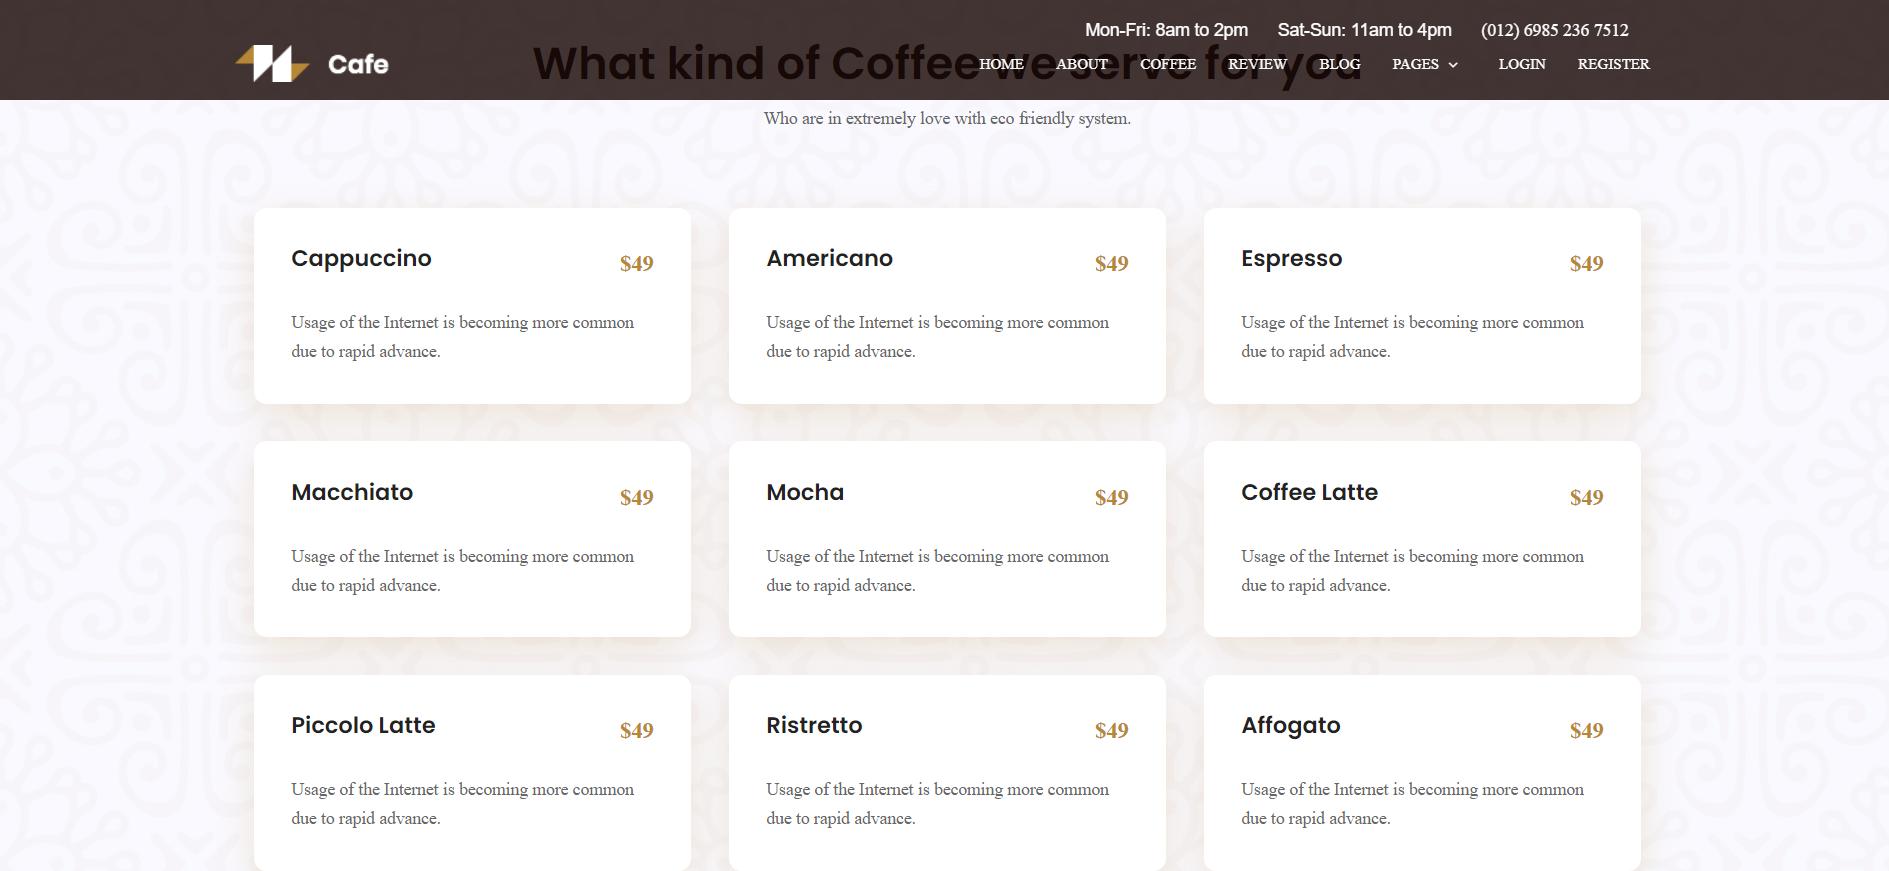 Mon-Fri: 8am to 2pm Sat-Sun: 11am to 4pm (012) 6985 236 7512
Cafe
HOME ABOUT COFFEE REVIEW BLOG PAGES LOGIN REGISTER
What kind of Coffee we serve for you
Who are in extremely love with eco friendly system.
Cappuccino $49
Usage of the Internet is becoming more common
due to rapid advance.
Americano $49
Usage of the Internet is becoming more common
due to rapid advance.
Espresso $49
Usage of the Internet is becoming more common
due to rapid advance.
Macchiato $49
Usage of the Internet is becoming more common
due to rapid advance.
Mocha $49
Usage of the Internet is becoming more common
due to rapid advance.
Coffee Latte $49
Usage of the Internet is becoming more common
due to rapid advance.
Piccolo Latte $49
Usage of the Internet is becoming more common
due to rapid advance.
Ristretto $49
Usage of the Internet is becoming more common
due to rapid advance.
Affogato $49
Usage of the Internet is becoming more common
due to rapid advance.